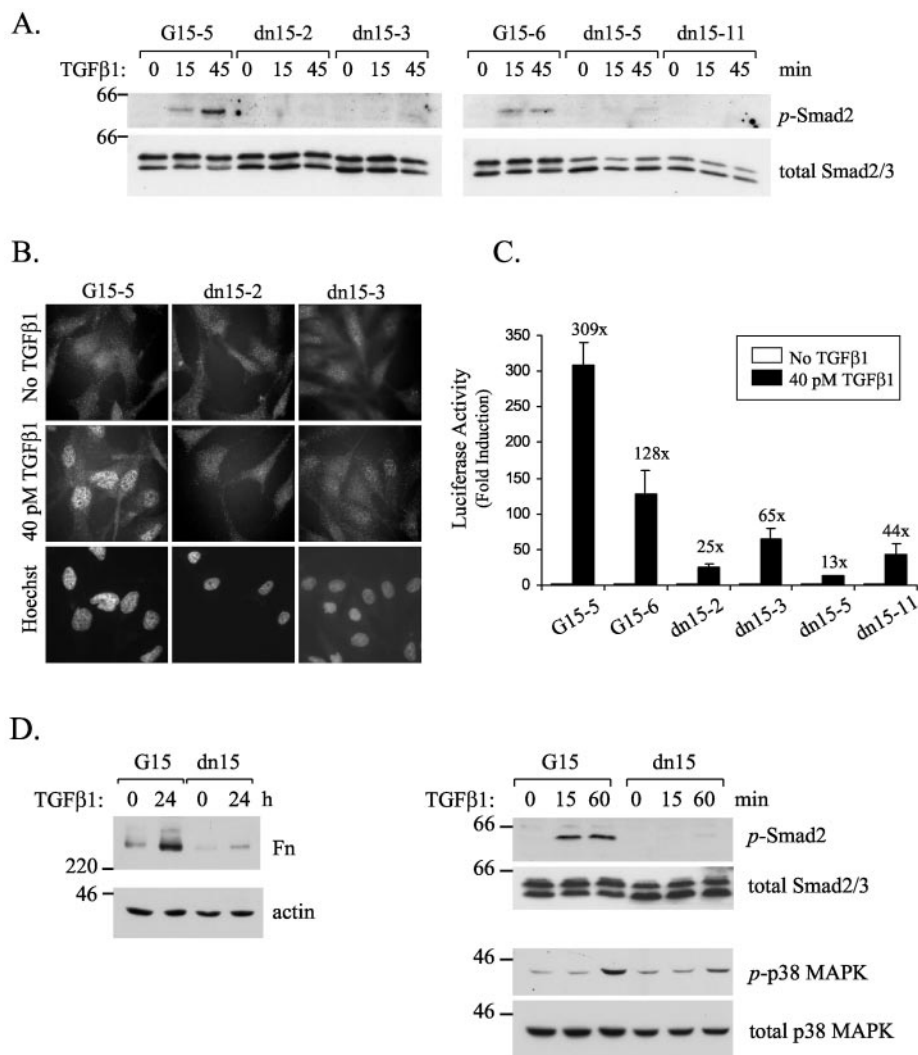 A.
G15-5 dn15-2 dn15-3 G15-6 dn15-5 dn15-11
TGFβ1: 0 15 45 0 15 45 0 15 45 0 15 45 0 15 45 0 15 45 min
66
p-Smad2
66
total Smad2/3
B.
G15-5 dn15-2 dn15-3
No TGFβ1
40 pM TGFβ1
Hoechst
C.
Luciferase Activity
(Fold Induction)
350
300
250
200
150
100
50
0
309x
128x
25x
65x
13x
44x
No TGFβ1
40 pM TGFβ1
G15-5 G15-6 dn15-2 dn15-3 dn15-5 dn15-11
D.
G15 dn15
TGFβ1: 0 24 0 24 h
Fn
220
46
actin
G15 dn15
TGFβ1: 0 15 60 0 15 60 min
66
p-Smad2
66
total Smad2/3
46
p-p38 MAPK
46
total p38 MAPK